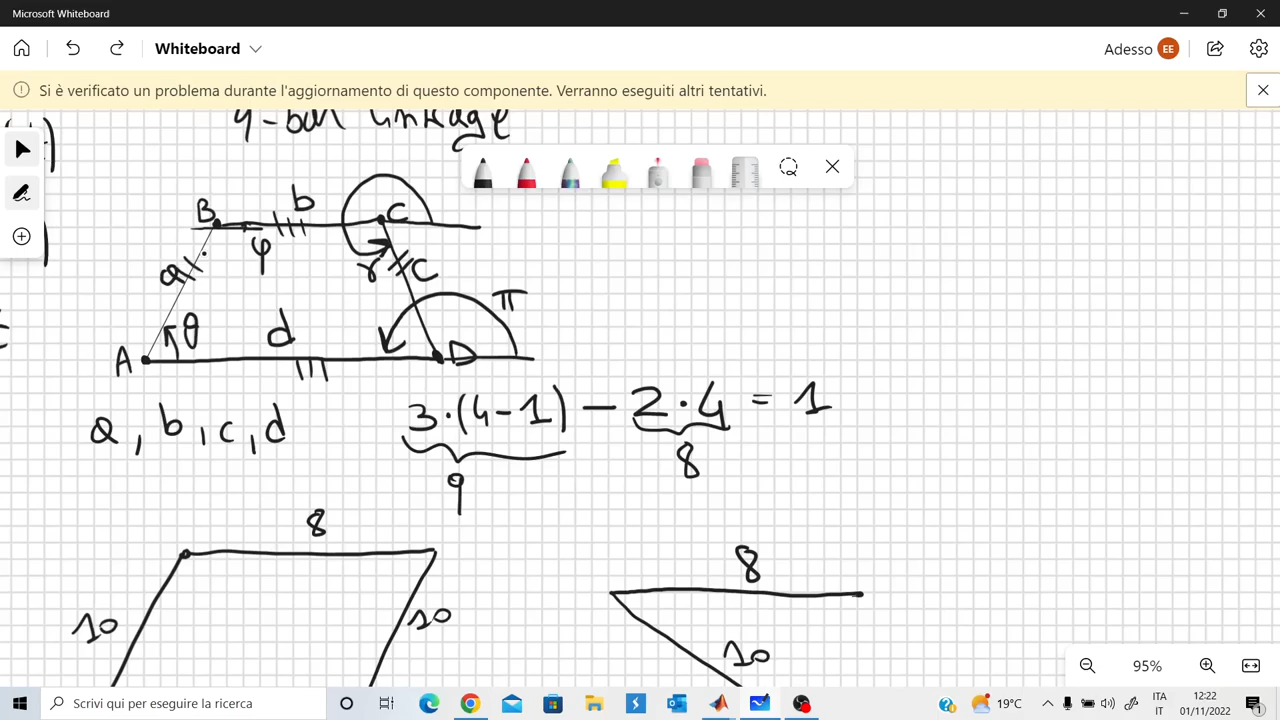 Microsoft Whiteboard
Whiteboard
Adesso EE
Si è verificato un problema durante l'aggiornamento di questo componente. Verranno eseguiti altri tentativi.
4-bar linkage
B b C
φ
a γ c
θ d π
A D
a, b, c, d
3·(4-1) - 2·4 = 1
9 8
8 8
10 10 10
95%
Scrivi qui per eseguire la ricerca
19°C
ITA
IT
12:22
01/11/2022
1